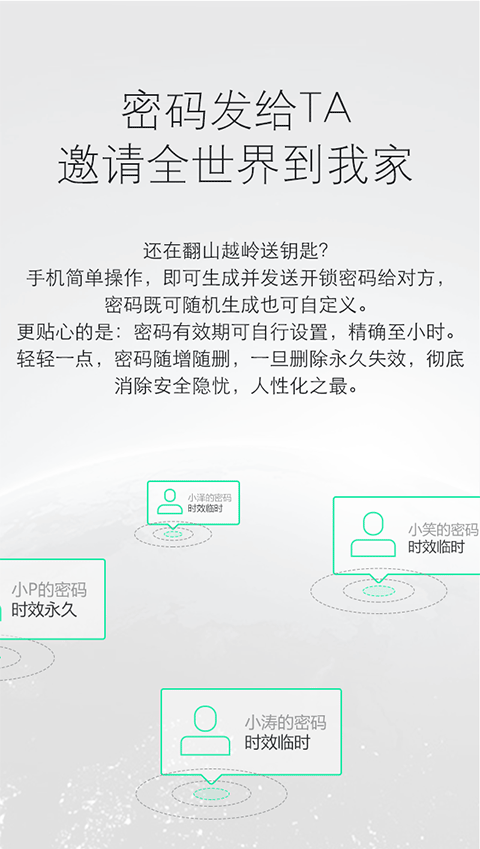 密码发给TA
邀请全世界到我家
还在翻山越岭送钥匙？
手机简单操作，即可生成并发送开锁密码给对方，
密码既可随机生成也可自定义。
更贴心的是：密码有效期可自行设置，精确至小时。
轻轻一点，密码随增随删，一旦删除永久失效，彻底
消除安全隐忧，人性化之最。
小泽的密码
时效临时
小笑的密码
时效临时
小P的密码
时效永久
小涛的密码
时效临时